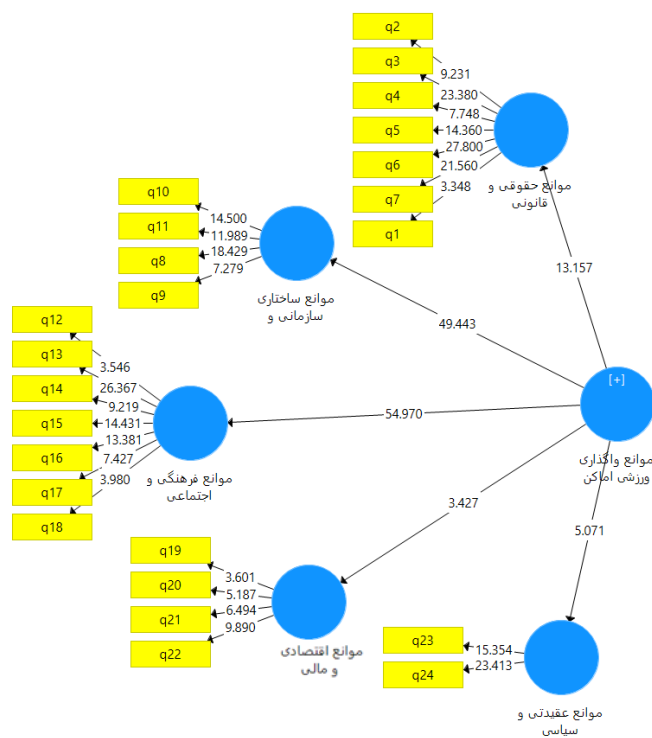 q2
q3
q4
q5
q6
q7
q1
9.231
23.380
7.748
14.360
27.800
21.560
3.348
موانع حقوقی و
قانونی
13.157
q10
q11
q8
q9
14.500
11.989
18.429
7.279
موانع ساختاری
سازمانی و
49.443
q12
q13
q14
q15
q16
q17
q18
3.546
26.367
9.219
14.431
13.381
7.427
3.980
موانع فرهنگی و
اجتماعی
54.970
[+]
موانع واگذاری
ورزشی اماکن
3.427
5.071
q19
q20
q21
q22
3.601
5.187
6.494
9.890
موانع اقتصادی و مالی
q23
q24
15.354
23.413
موانع عقیدتی و
سیاسی